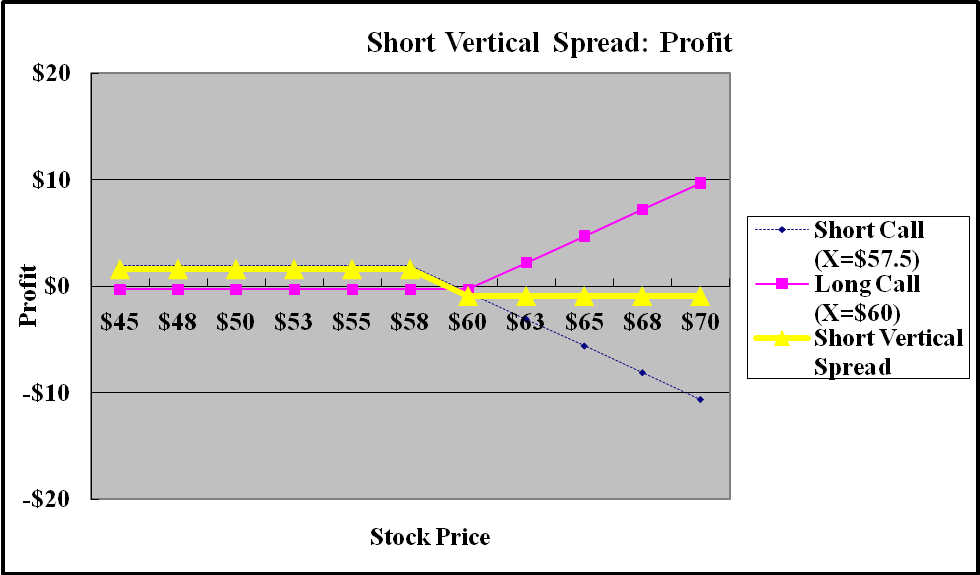 Short Vertical Spread: Profit
$20
$10
$0
-$10
-$20
Profit
$45 $48 $50 $53 $55 $58 $60 $63 $65 $68 $70
Stock Price
Short Call
(X=$57.5)
Long Call
(X=$60)
Short Vertical
Spread